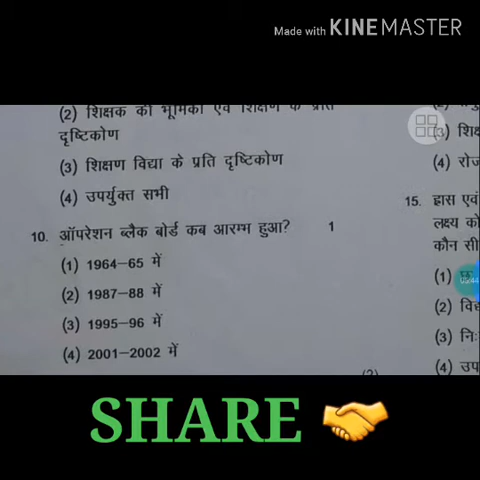 Made with KINEMASTER
(2) शिक्षक की भूमिका एवं शिक्षण के प्रति
दृष्टिकोण
(3) शिक्षण विद्या के प्रति दृष्टिकोण
(4) उपर्युक्त सभी
10. ऑपरेशन ब्लैक बोर्ड कब आरम्भ हुआ? 1
(1) 1964–65 में
(2) 1987–88 में
(3) 1995–96 में
(4) 2001–2002 में
(3)
(4)
15. ह्रास एवं
लक्ष्य को
कौन सी
(1)
(2)
(3)
(4)
SHARE